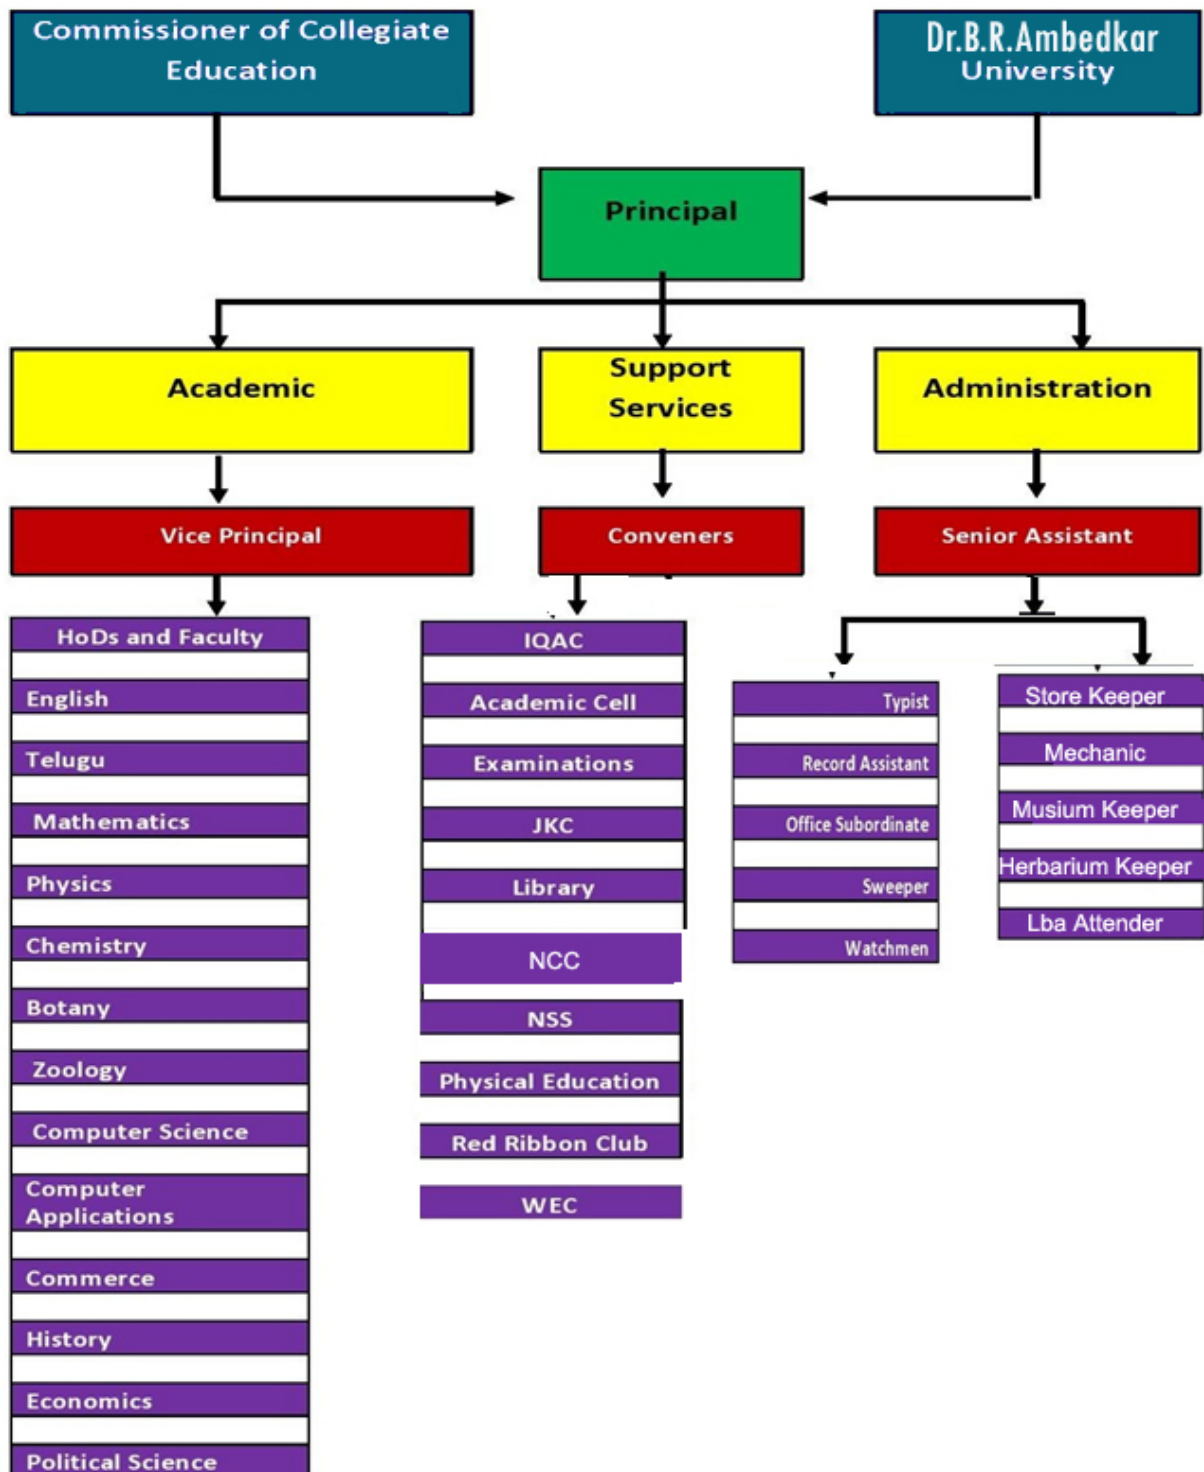 Commissioner of Collegiate
Education
Dr.B.R.Ambedkar
University
Principal
Academic
Support
Services
Administration
Vice Principal
Conveners
Senior Assistant
HoDs and Faculty
English
Telugu
Mathematics
Physics
Chemistry
Botany
Zoology
Computer Science
Computer
Applications
Commerce
History
Economics
Political Science
IQAC
Academic Cell
Examinations
JKC
Library
NCC
NSS
Physical Education
Red Ribbon Club
WEC
Typist
Record Assistant
Office Subordinate
Sweeper
Watchmen
Store Keeper
Mechanic
Musium Keeper
Herbarium Keeper
Lba Attender